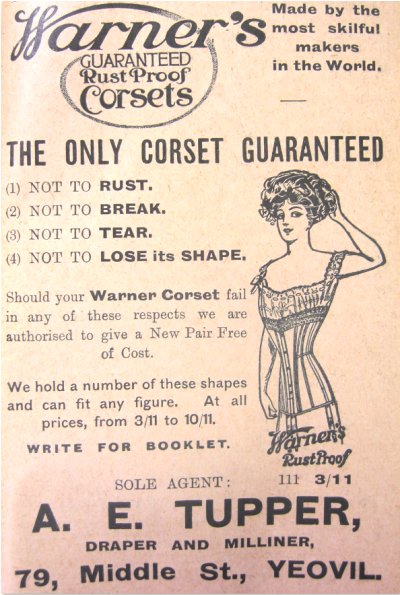 Warner's
GUARANTEED
Rust Proof
Corsets
Made by the
most skilful
makers
in the World.
THE ONLY CORSET GUARANTEED
(1) NOT TO RUST.
(2) NOT TO BREAK.
(3) NOT TO TEAR.
(4) NOT TO LOSE its SHAPE.
Should your Warner Corset fail
in any of these respects we are
authorised to give a New Pair Free
of Cost.
We hold a number of these shapes
and can fit any figure. At all
prices, from 3/11 to 10/11.
WRITE FOR BOOKLET.
Warner's
Rust Proof
111 3/11
SOLE AGENT:
A. E. TUPPER,
DRAPER AND MILLINER,
79, Middle St., YEOVIL.